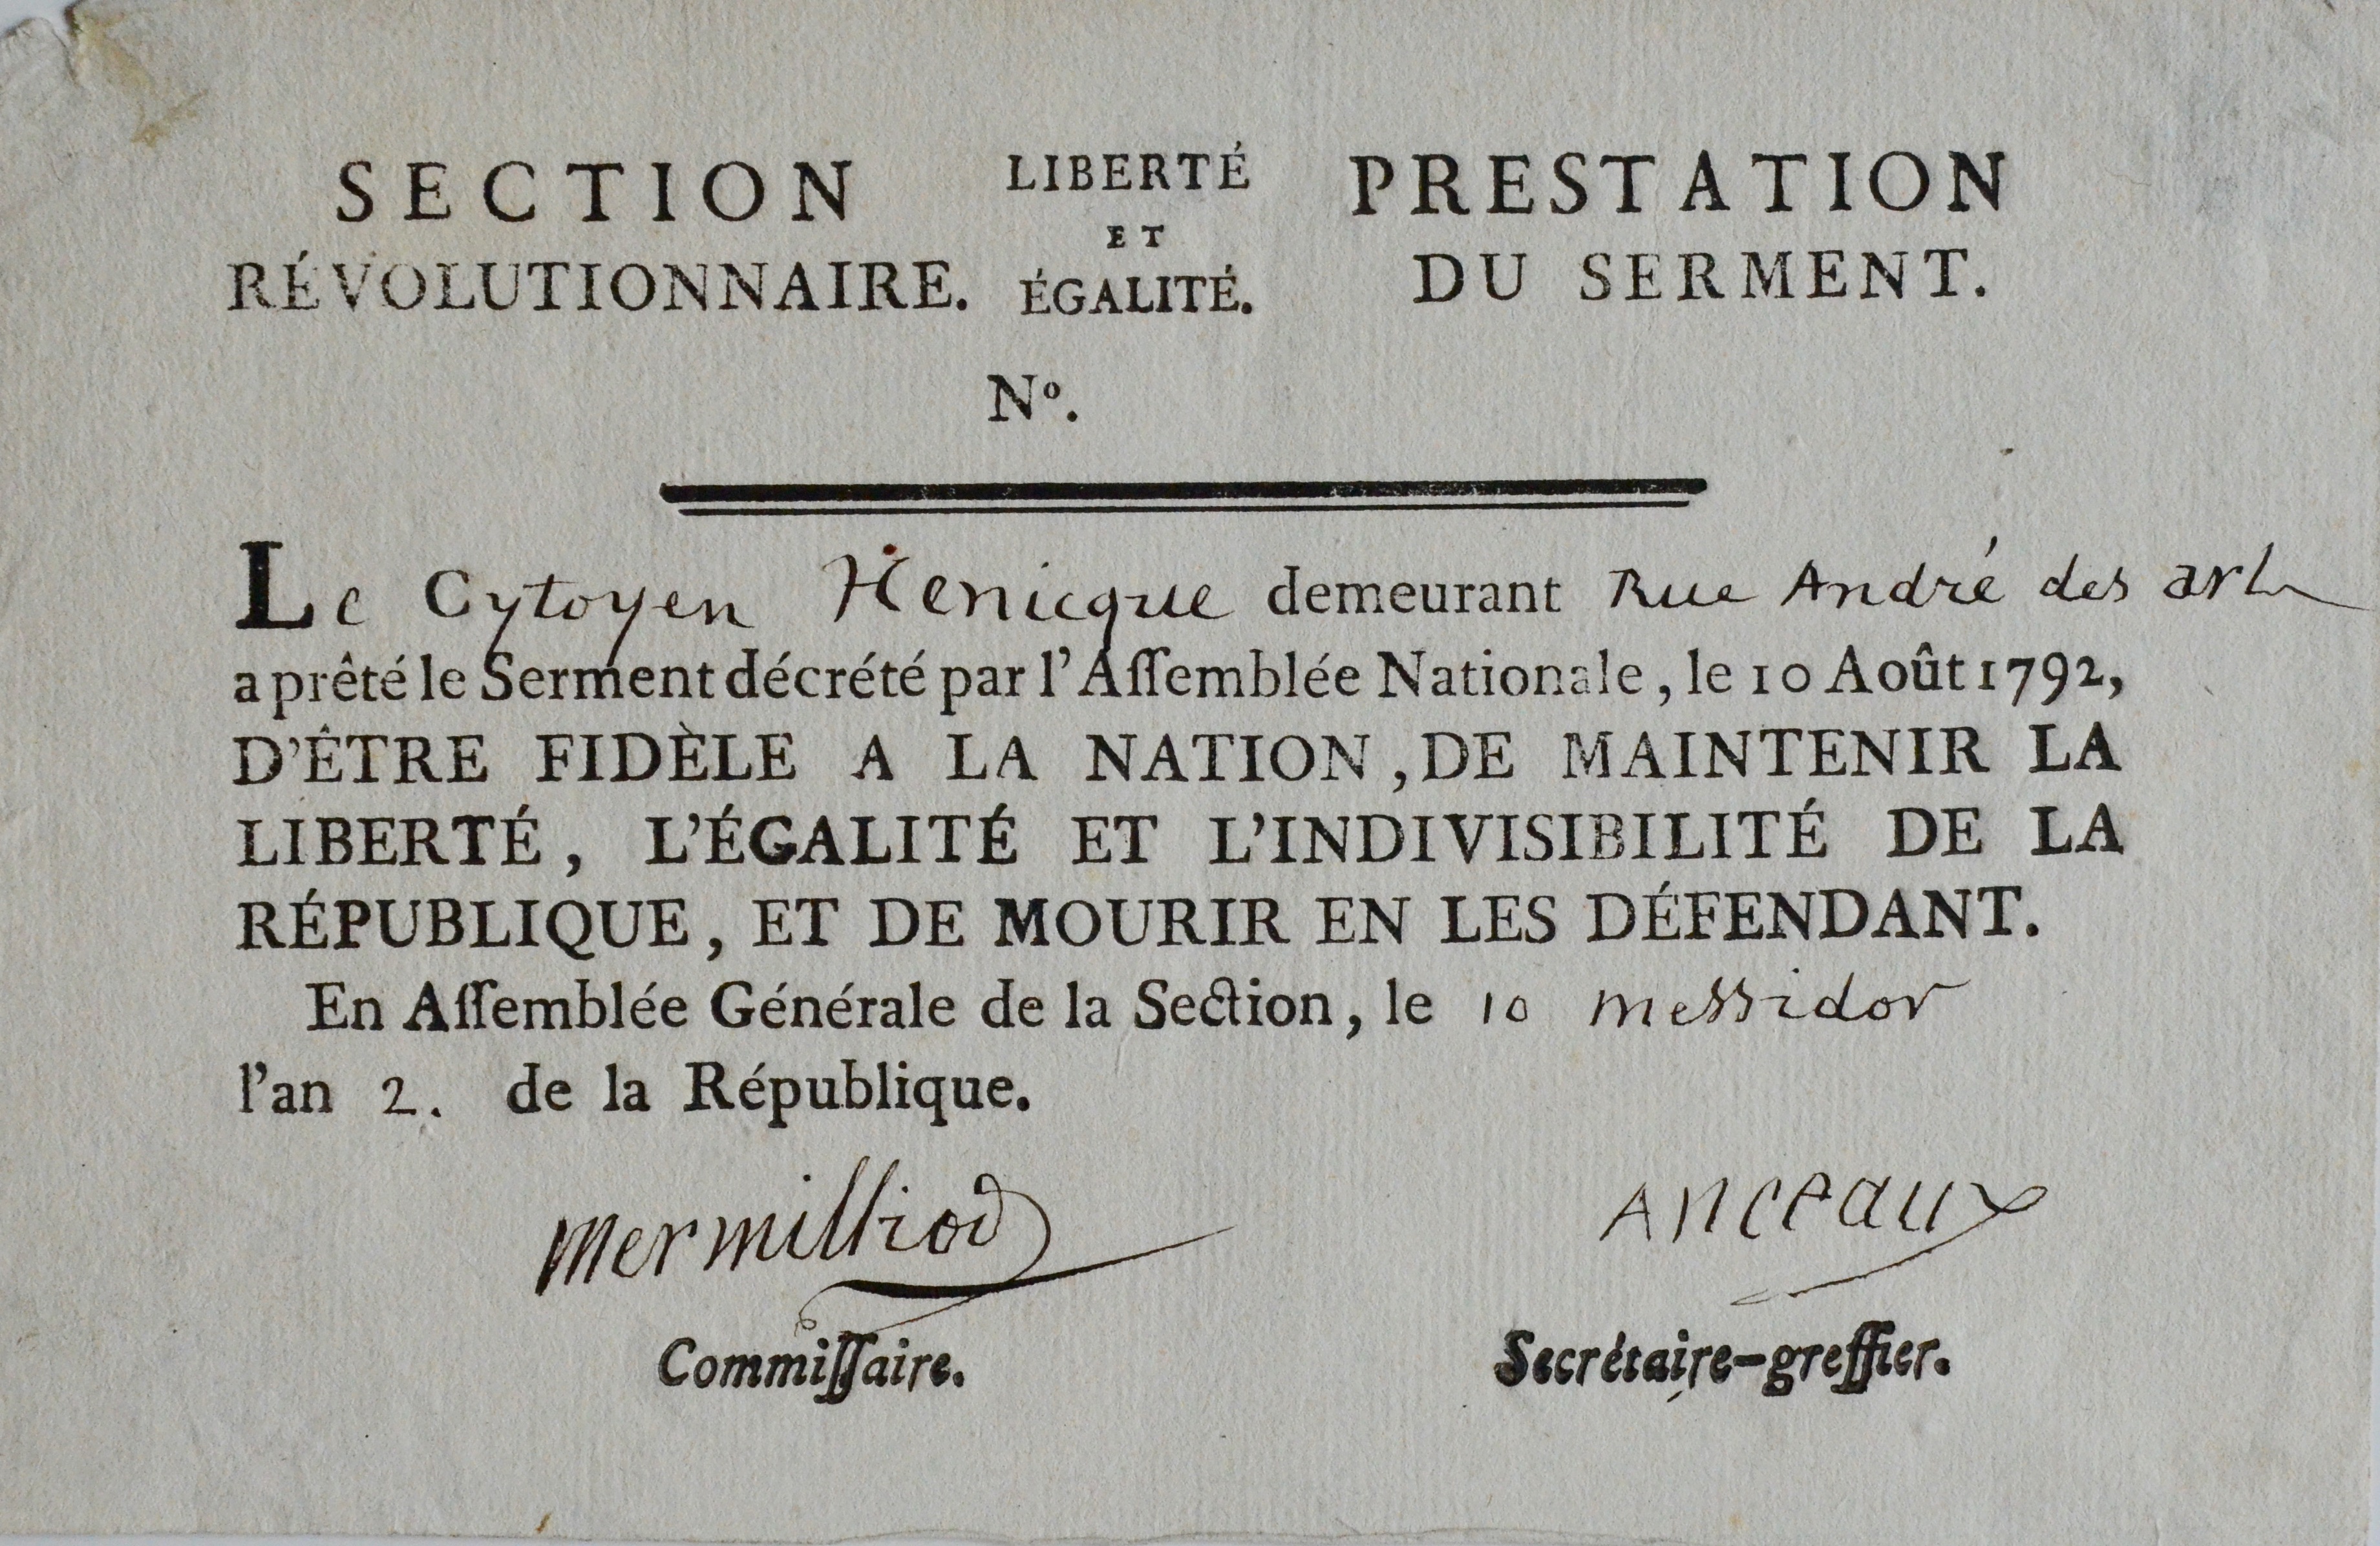 SECTION
RÉVOLUTIONNAIRE.
LIBERTÉ
ET
ÉGALITÉ.
PRESTATION
DU SERMENT.
Nº.
Le Cytoyen Henicque demeurant Rue André des arts
a prêté le Serment décrété par l'Aſſemblée Nationale, le 10 Août 1792,
D'ÊTRE FIDÈLE A LA NATION, DE MAINTENIR LA
LIBERTÉ, L'ÉGALITÉ ET L'INDIVISIBILITÉ DE LA
RÉPUBLIQUE, ET DE MOURIR EN LES DÉFENDANT.
En Aſſemblée Générale de la Section, le 10 Messidor
l'an 2. de la République.
Mermilliod
Anceaux
Commiſſaire.
Secrétaire-greffier.